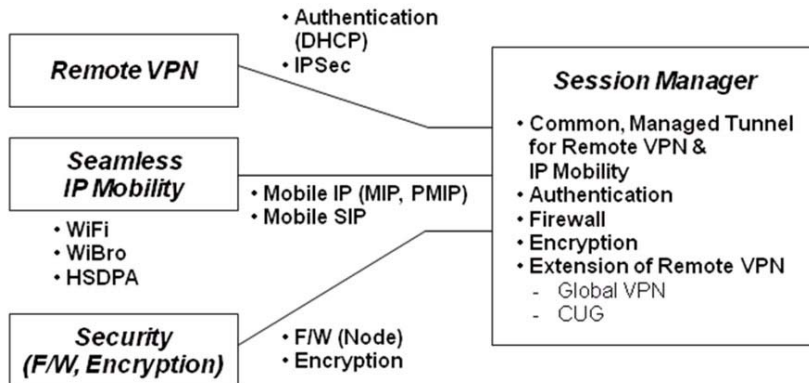 Remote VPN
• Authentication
(DHCP)
• IPSec
Seamless
IP Mobility
• WiFi
• WiBro
• HSDPA
• Mobile IP (MIP, PMIP)
• Mobile SIP
Security
(F/W, Encryption)
• F/W (Node)
• Encryption
Session Manager
• Common, Managed Tunnel
for Remote VPN &
IP Mobility
• Authentication
• Firewall
• Encryption
• Extension of Remote VPN
- Global VPN
- CUG